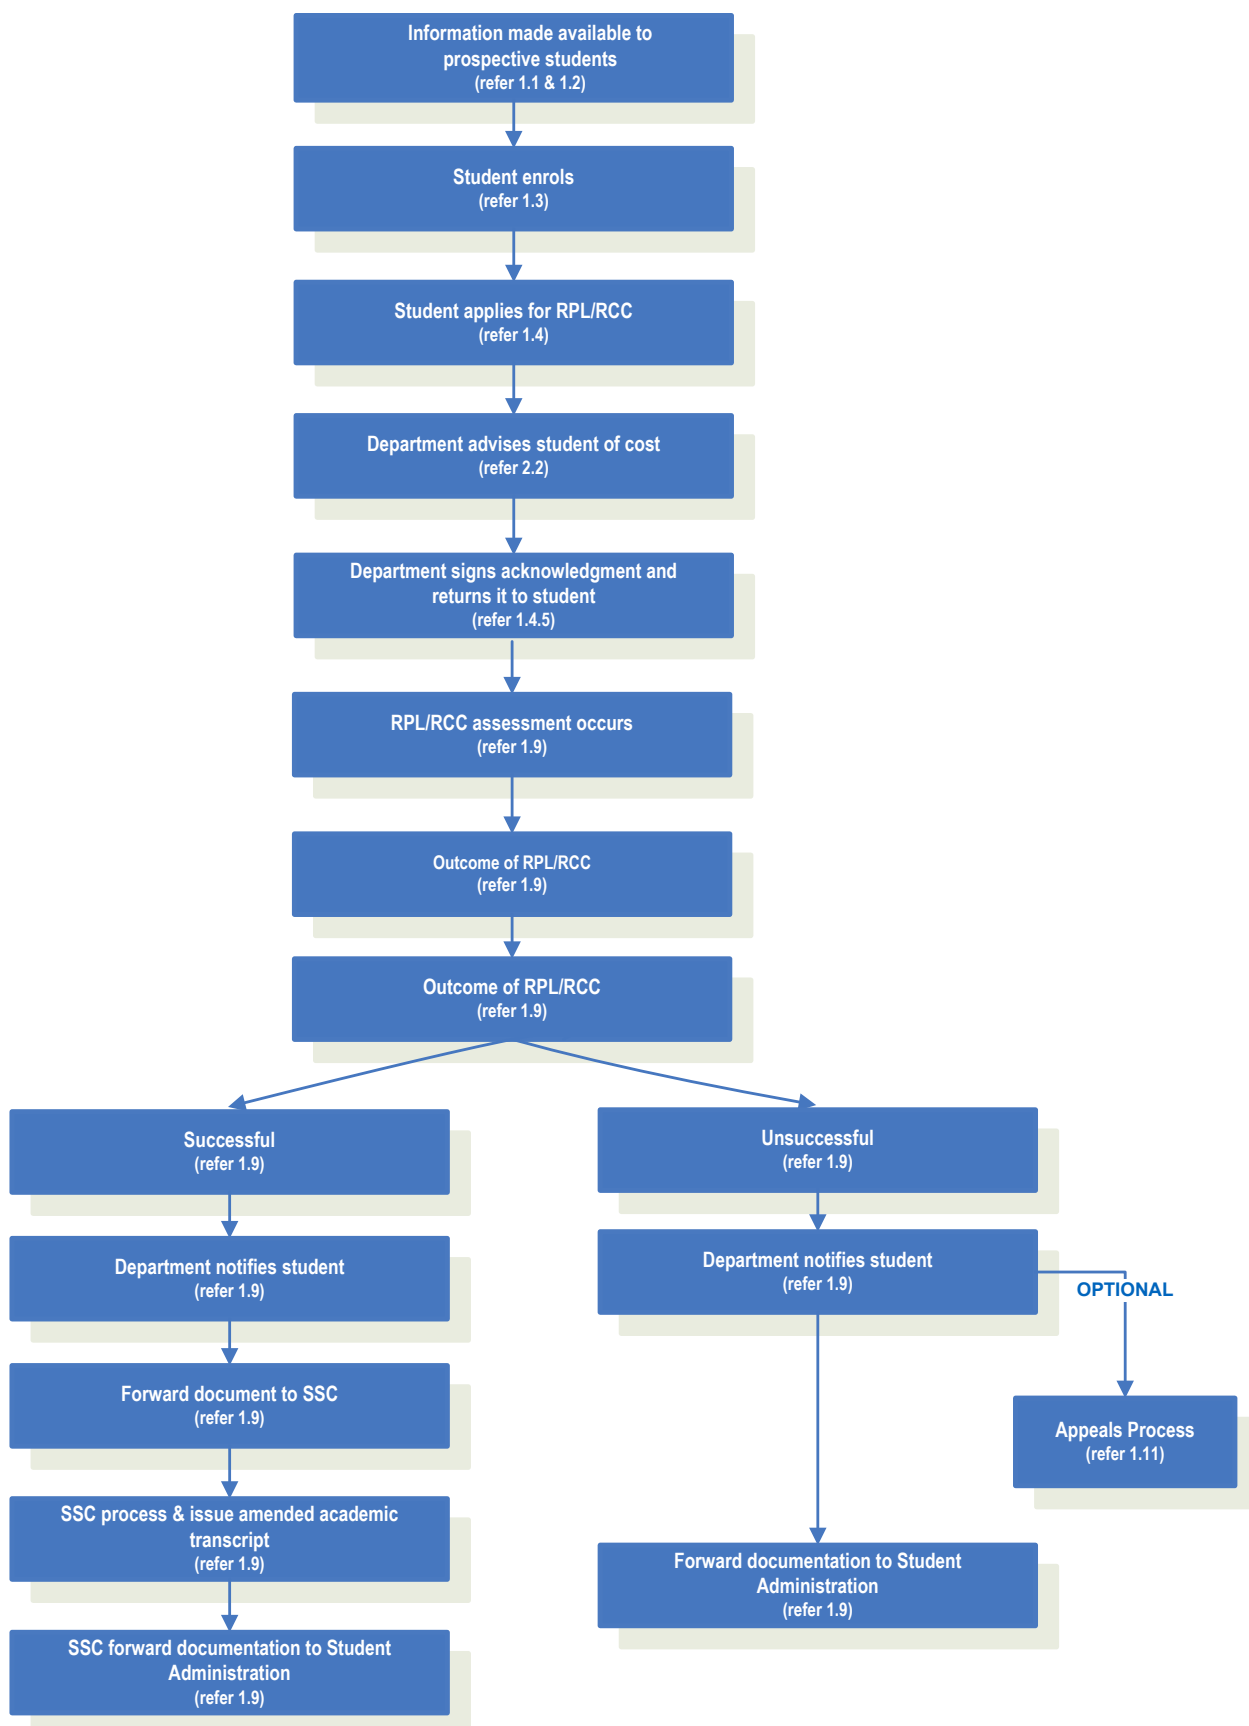 Information made available to
prospective students
(refer 1.1 & 1.2)
Student enrols
(refer 1.3)
Student applies for RPL/RCC
(refer 1.4)
Department advises student of cost
(refer 2.2)
Department signs acknowledgment and
returns it to student
(refer 1.4.5)
RPL/RCC assessment occurs
(refer 1.9)
Outcome of RPL/RCC
(refer 1.9)
Outcome of RPL/RCC
(refer 1.9)
Successful
(refer 1.9)
Department notifies student
(refer 1.9)
Forward document to SSC
(refer 1.9)
SSC process & issue amended academic
transcript
(refer 1.9)
SSC forward documentation to Student
Administration
(refer 1.9)
Unsuccessful
(refer 1.9)
Department notifies student
(refer 1.9)
OPTIONAL
Appeals Process
(refer 1.11)
Forward documentation to Student
Administration
(refer 1.9)